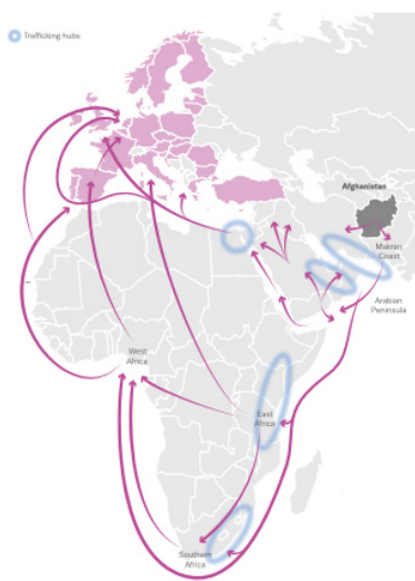 Trafficking hubs
Afghanistan
Makran
Coast
Arabian
Peninsula
West
Africa
East
Africa
Southern
Africa